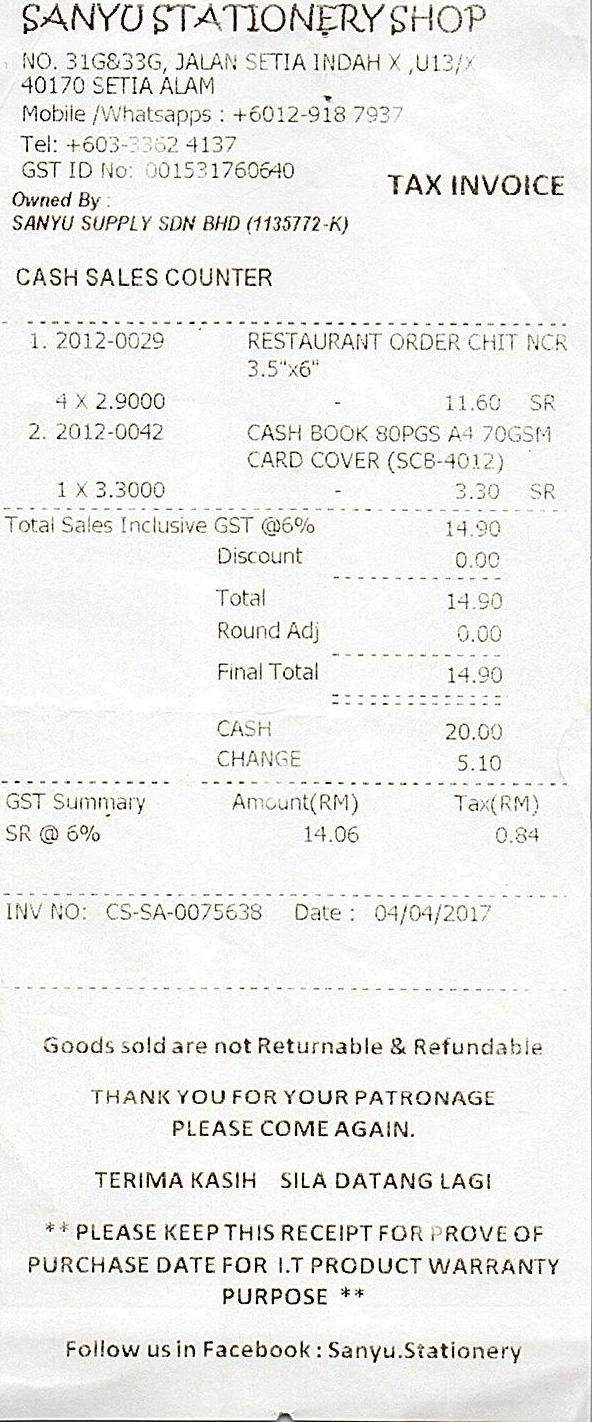 SANYU STATIONERY SHOP
NO. 31G&33G, JALAN SETIA INDAH X ,U13/X
40170 SETIA ALAM
Mobile /Whatsapps : +6012-918 7937
Tel: +603-3362 4137
GST ID No: 001531760640
TAX INVOICE
Owned By :
SANYU SUPPLY SDN BHD (1135772-K)
CASH SALES COUNTER
1. 2012-0029 RESTAURANT ORDER CHIT NCR
3.5"x6"
4 X 2.9000 - 11.60 SR
2. 2012-0042 CASH BOOK 80PGS A4 70GSM
CARD COVER (SCB-4012)
1 X 3.3000 - 3.30 SR
Total Sales Inclusive GST @6% 14.90
Discount 0.00
Total 14.90
Round Adj 0.00
Final Total 14.90
CASH 20.00
CHANGE 5.10
GST Summary Amount(RM) Tax(RM)
SR @ 6% 14.06 0.84
INV NO: CS-SA-0075638 Date : 04/04/2017
Goods sold are not Returnable & Refundable
THANK YOU FOR YOUR PATRONAGE
PLEASE COME AGAIN.
TERIMA KASIH SILA DATANG LAGI
** PLEASE KEEP THIS RECEIPT FOR PROVE OF
PURCHASE DATE FOR I.T PRODUCT WARRANTY
PURPOSE **
Follow us in Facebook : Sanyu.Stationery